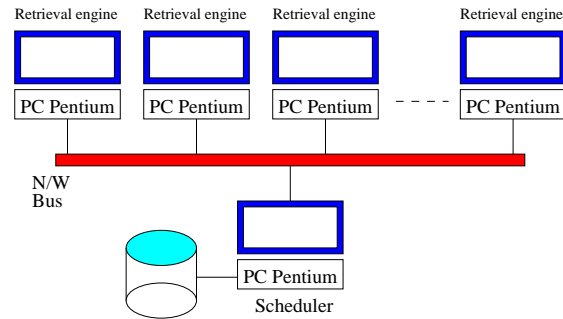 Retrieval engine Retrieval engine Retrieval engine Retrieval engine
PC Pentium PC Pentium PC Pentium PC Pentium
N/W
Bus
PC Pentium
Scheduler